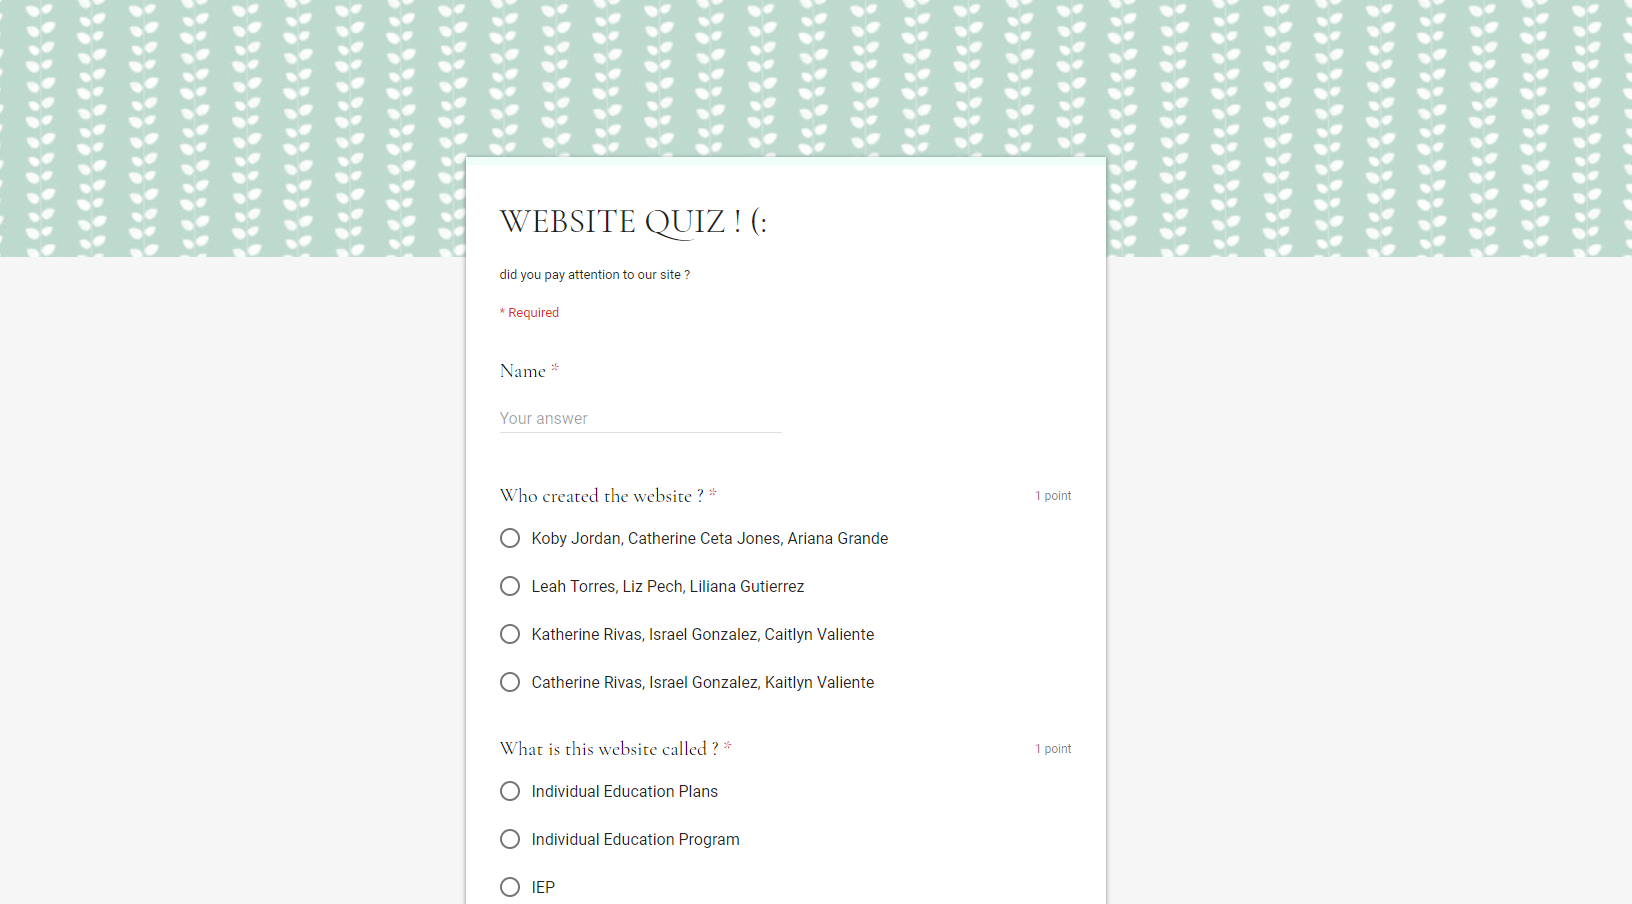 WEBSITE QUIZ ! (:
did you pay attention to our site ?
* Required
Name *
Your answer
Who created the website ? *
1 point
Koby Jordan, Catherine Ceta Jones, Ariana Grande
Leah Torres, Liz Pech, Liliana Gutierrez
Katherine Rivas, Israel Gonzalez, Caitlyn Valiente
Catherine Rivas, Israel Gonzalez, Kaitlyn Valiente
What is this website called ? *
1 point
Individual Education Plans
Individual Education Program
IEP